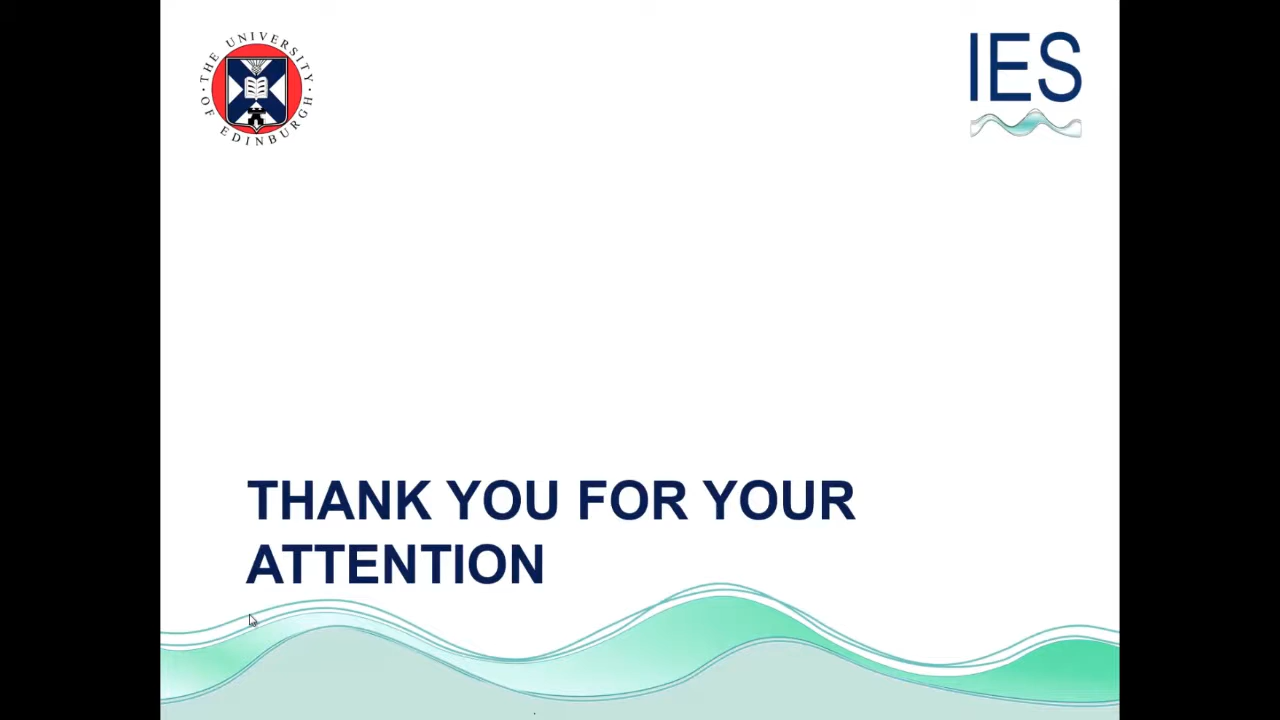 THE UNIVERSITY OF EDINBURGH
IES
THANK YOU FOR YOUR
ATTENTION